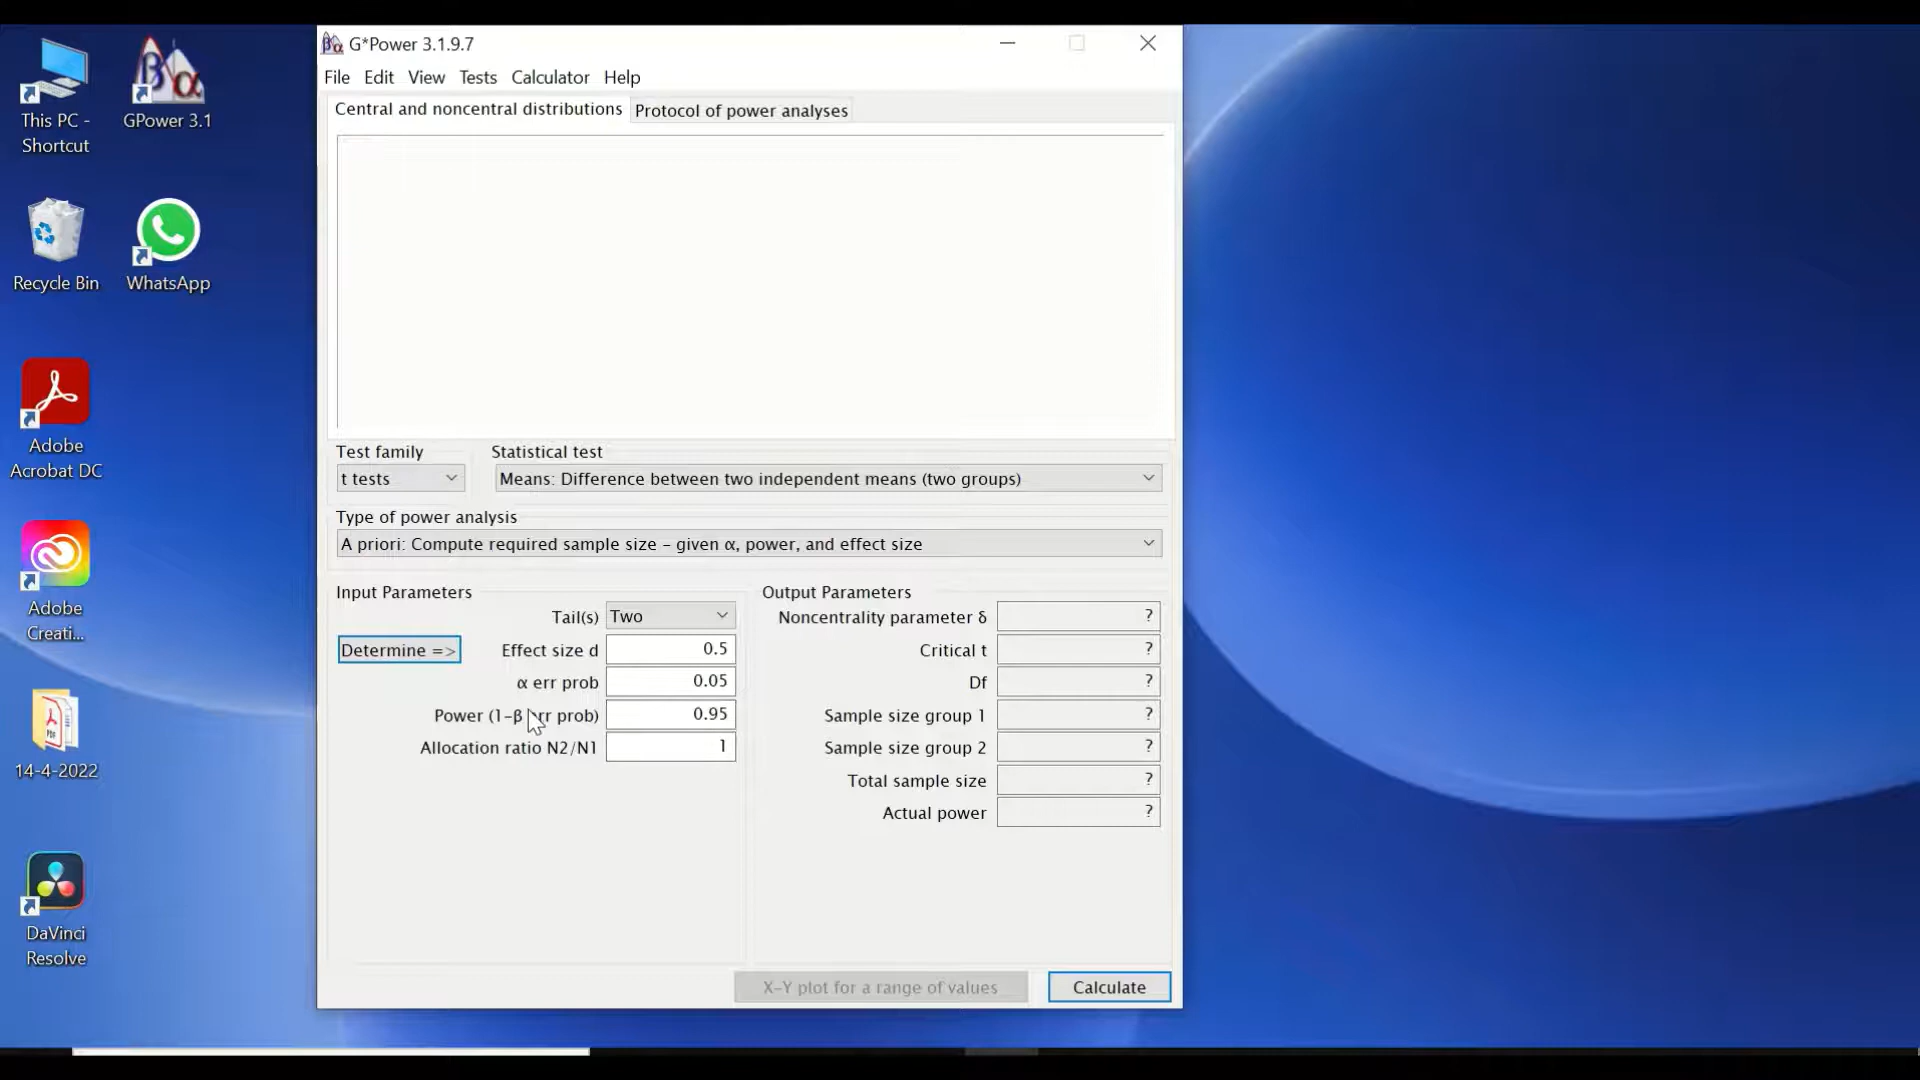 This PC -
Shortcut
GPower 3.1
Recycle Bin
WhatsApp
Adobe
Acrobat DC
Adobe
Creati...
14-4-2022
DaVinci
Resolve
G*Power 3.1.9.7
File Edit View Tests Calculator Help
Central and noncentral distributions Protocol of power analyses
Test family Statistical test
t tests Means: Difference between two independent means (two groups)
Type of power analysis
A priori: Compute required sample size – given α, power, and effect size
Input Parameters
Tail(s) Two
Determine => Effect size d 0.5
α err prob 0.05
Power (1-β err prob) 0.95
Allocation ratio N2/N1 1
Output Parameters
Noncentrality parameter δ ?
Critical t ?
Df ?
Sample size group 1 ?
Sample size group 2 ?
Total sample size ?
Actual power ?
X-Y plot for a range of values Calculate